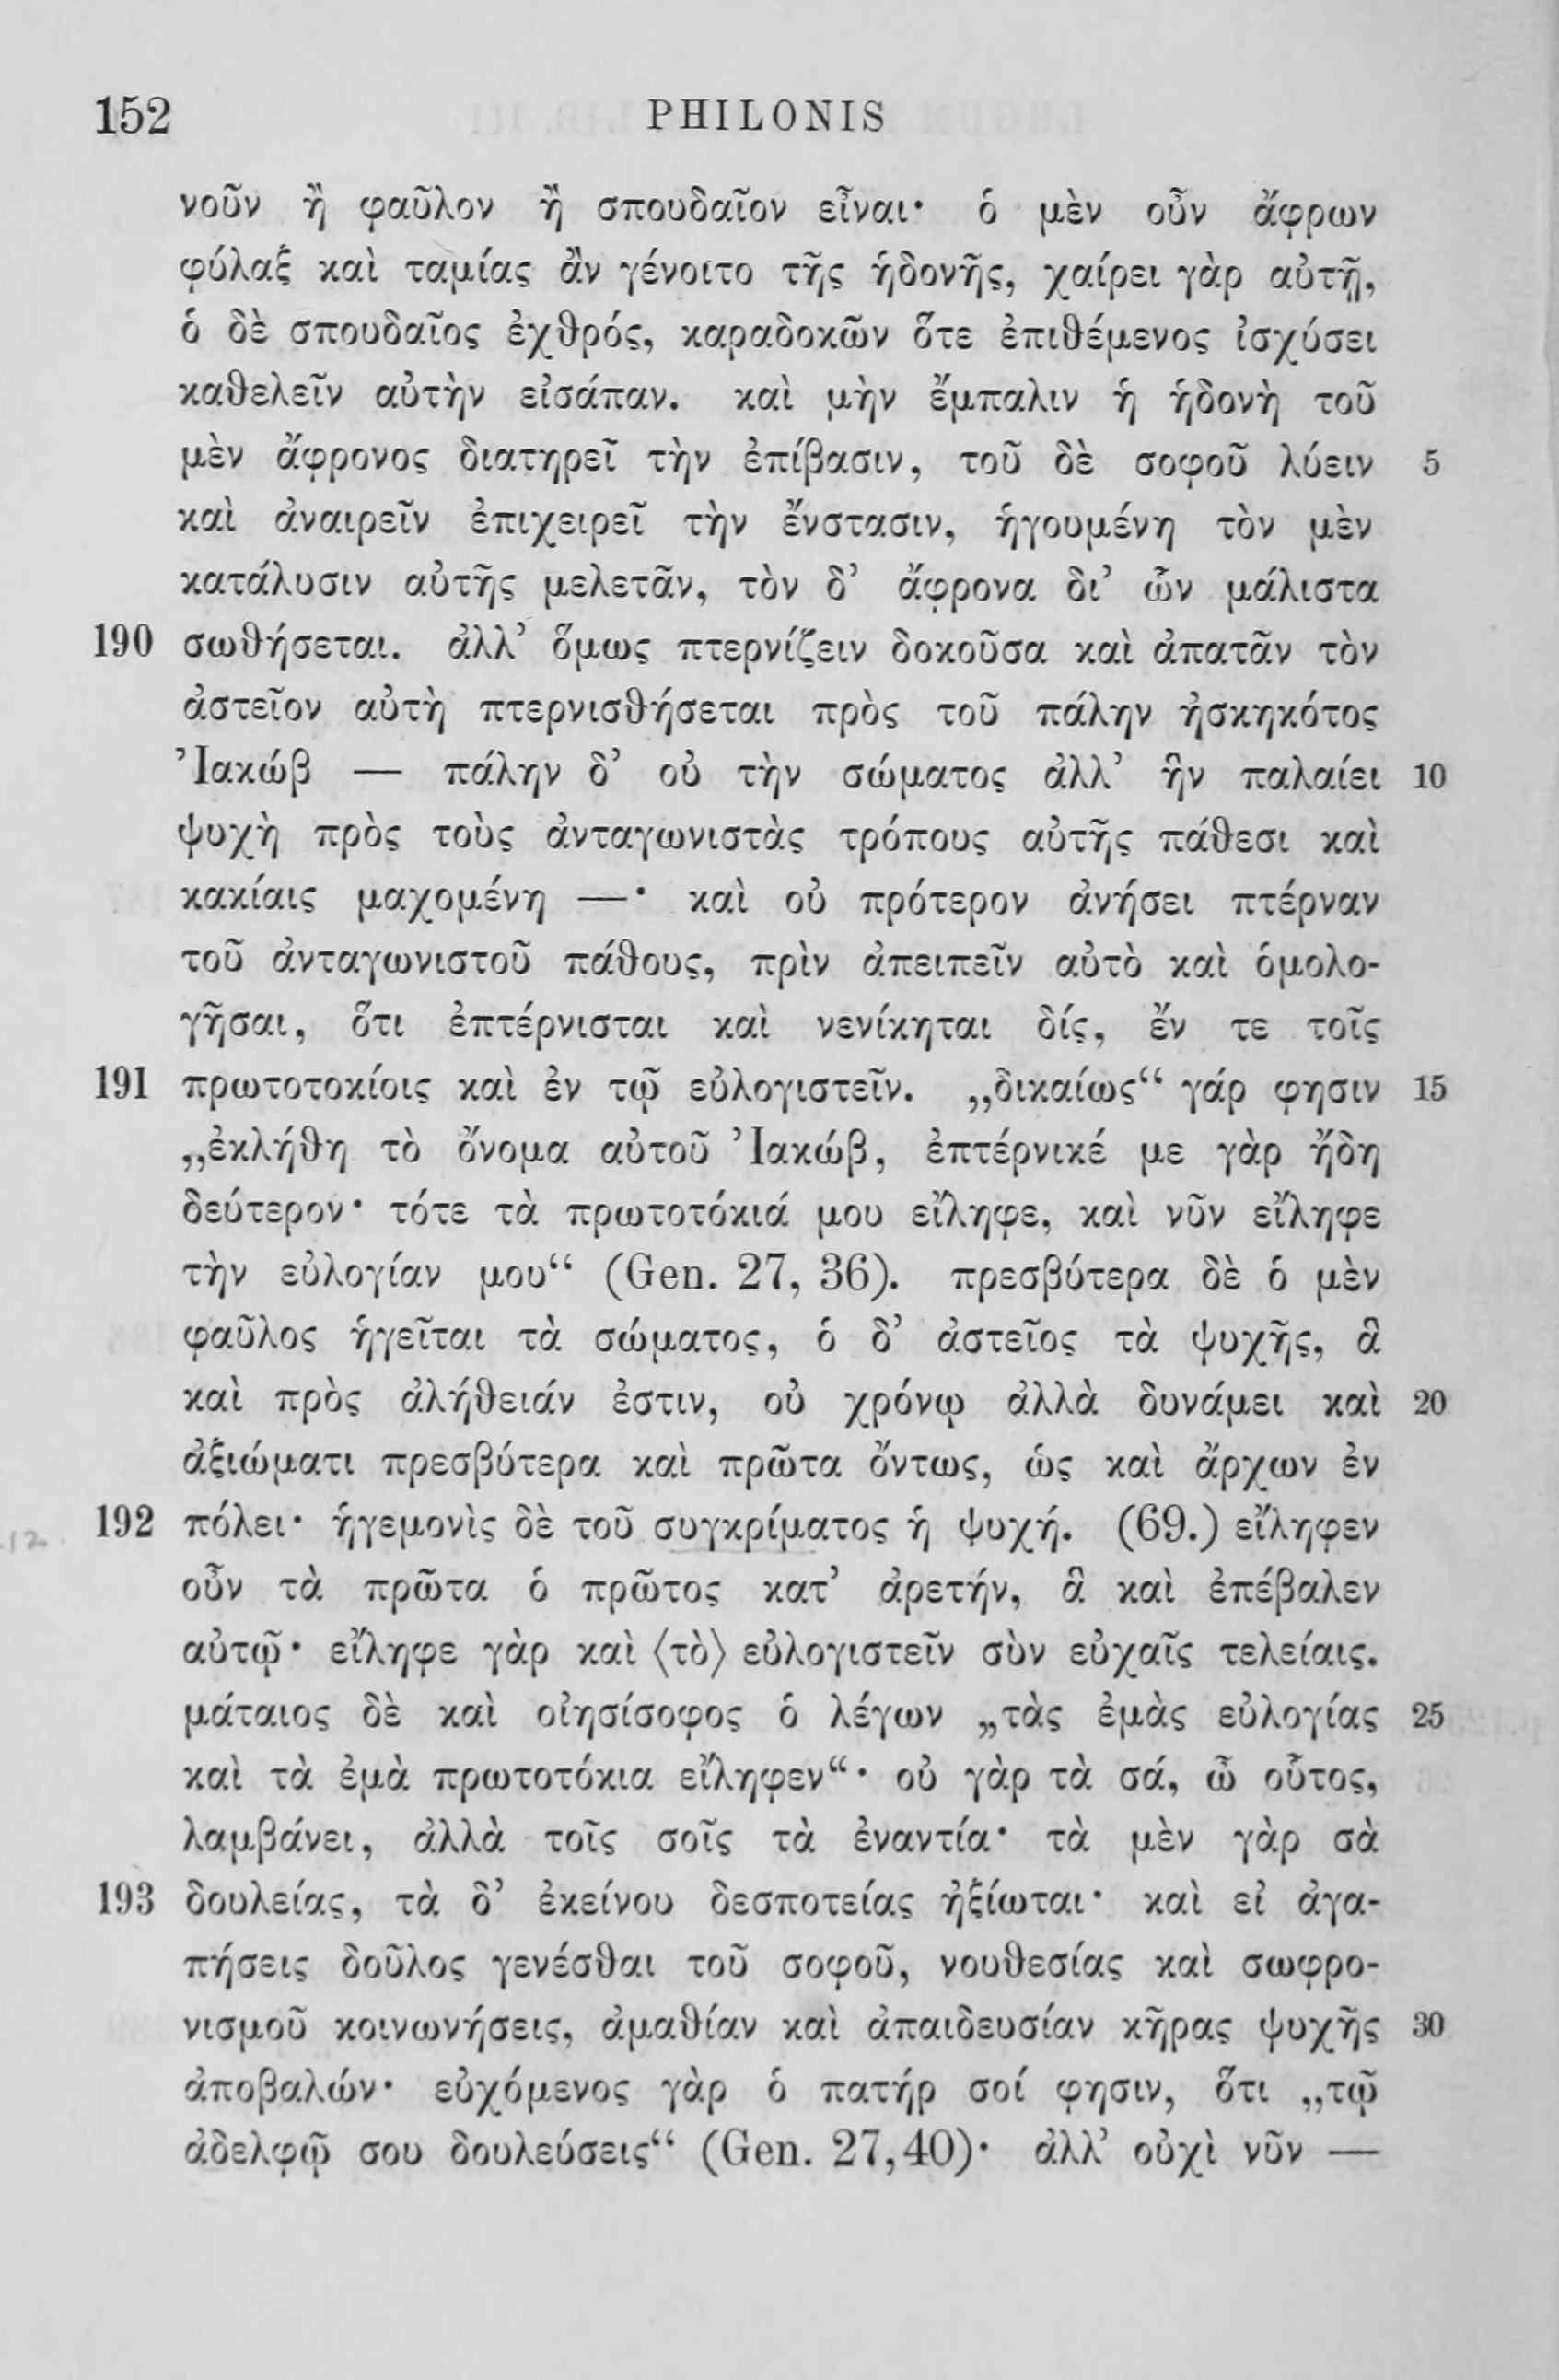 152 PHILONIS
νοῦν ἢ φαῦλον ἢ σπουδαῖον εἶναι· ὁ μὲν οὖν ἄφρων
φύλαξ καὶ ταμίας ἂν γένοιτο τῆς ἡδονῆς, χαίρει γὰρ αὐτῇ,
ὁ δὲ σπουδαῖος ἐχθρός, καραδοκῶν ὅτε ἐπιθέμενος ἰσχύσει
καθελεῖν αὐτὴν εἰσάπαν. καὶ μὴν ἔμπαλιν ἡ ἡδονὴ τοῦ
μὲν ἄφρονος διατηρεῖ τὴν ἐπίβασιν, τοῦ δὲ σοφοῦ λύειν 5
καὶ ἀναιρεῖν ἐπιχειρεῖ τὴν ἔνστασιν, ἡγουμένη τὸν μὲν
κατάλυσιν αὐτῆς μελετᾶν, τὸν δ’ ἄφρονα δι’ ὧν μάλιστα
190 σωθήσεται. ἀλλ’ ὅμως πτερνίζειν δοκοῦσα καὶ ἀπατᾶν τὸν
ἀστεῖον αὐτὴ πτερνισθήσεται πρὸς τοῦ πάλην ἠσκηκότος
Ἰακώβ — πάλην δ’ οὐ τὴν σώματος ἀλλ’ ἣν παλαίει 10
ψυχὴ πρὸς τοὺς ἀνταγωνιστὰς τρόπους αὐτῆς πάθεσι καὶ
κακίαις μαχομένη —· καὶ οὐ πρότερον ἀνήσει πτέρναν
τοῦ ἀνταγωνιστοῦ πάθους, πρὶν ἀπειπεῖν αὐτὸ καὶ ὁμολο-
γῆσαι, ὅτι ἐπτέρνισται καὶ νενίκηται δίς, ἔν τε τοῖς
191 πρωτοτοκίοις καὶ ἐν τῷ εὐλογιστεῖν. „δικαίως“ γάρ φησιν 15
„ἐκλήθη τὸ ὄνομα αὐτοῦ Ἰακώβ, ἐπτέρνικέ με γὰρ ἤδη
δεύτερον· τότε τὰ πρωτοτόκιά μου εἴληφε, καὶ νῦν εἴληφε
τὴν εὐλογίαν μου“ (Gen. 27, 36). πρεσβύτερα δὲ ὁ μὲν
φαῦλος ἡγεῖται τὰ σώματος, ὁ δ’ ἀστεῖος τὰ ψυχῆς, ἃ
καὶ πρὸς ἀλήθειάν ἐστιν, οὐ χρόνῳ ἀλλὰ δυνάμει καὶ 20
ἀξιώματι πρεσβύτερα καὶ πρῶτα ὄντως, ὡς καὶ ἄρχων ἐν
192 πόλει· ἡγεμονὶς δὲ τοῦ συγκρίματος ἡ ψυχή. (69.) εἴληφεν
οὖν τὰ πρῶτα ὁ πρῶτος κατ’ ἀρετήν, ἃ καὶ ἐπέβαλεν
αὐτῷ· εἴληφε γὰρ καὶ ⟨τὸ⟩ εὐλογιστεῖν σὺν εὐχαῖς τελείαις.
μάταιος δὲ καὶ οἰησίσοφος ὁ λέγων „τὰς ἐμὰς εὐλογίας 25
καὶ τὰ ἐμὰ πρωτοτόκια εἴληφεν“· οὐ γὰρ τὰ σά, ὦ οὗτος,
λαμβάνει, ἀλλὰ τοῖς σοῖς τὰ ἐναντία· τὰ μὲν γὰρ σὰ
193 δουλείας, τὰ δ’ ἐκείνου δεσποτείας ἠξίωται· καὶ εἰ ἀγα-
πήσεις δοῦλος γενέσθαι τοῦ σοφοῦ, νουθεσίας καὶ σωφρο-
νισμοῦ κοινωνήσεις, ἀμαθίαν καὶ ἀπαιδευσίαν κῆρας ψυχῆς 30
ἀποβαλών· εὐχόμενος γὰρ ὁ πατήρ σοί φησιν, ὅτι „τῷ
ἀδελφῷ σου δουλεύσεις“ (Gen. 27,40)· ἀλλ’ οὐχὶ νῦν —